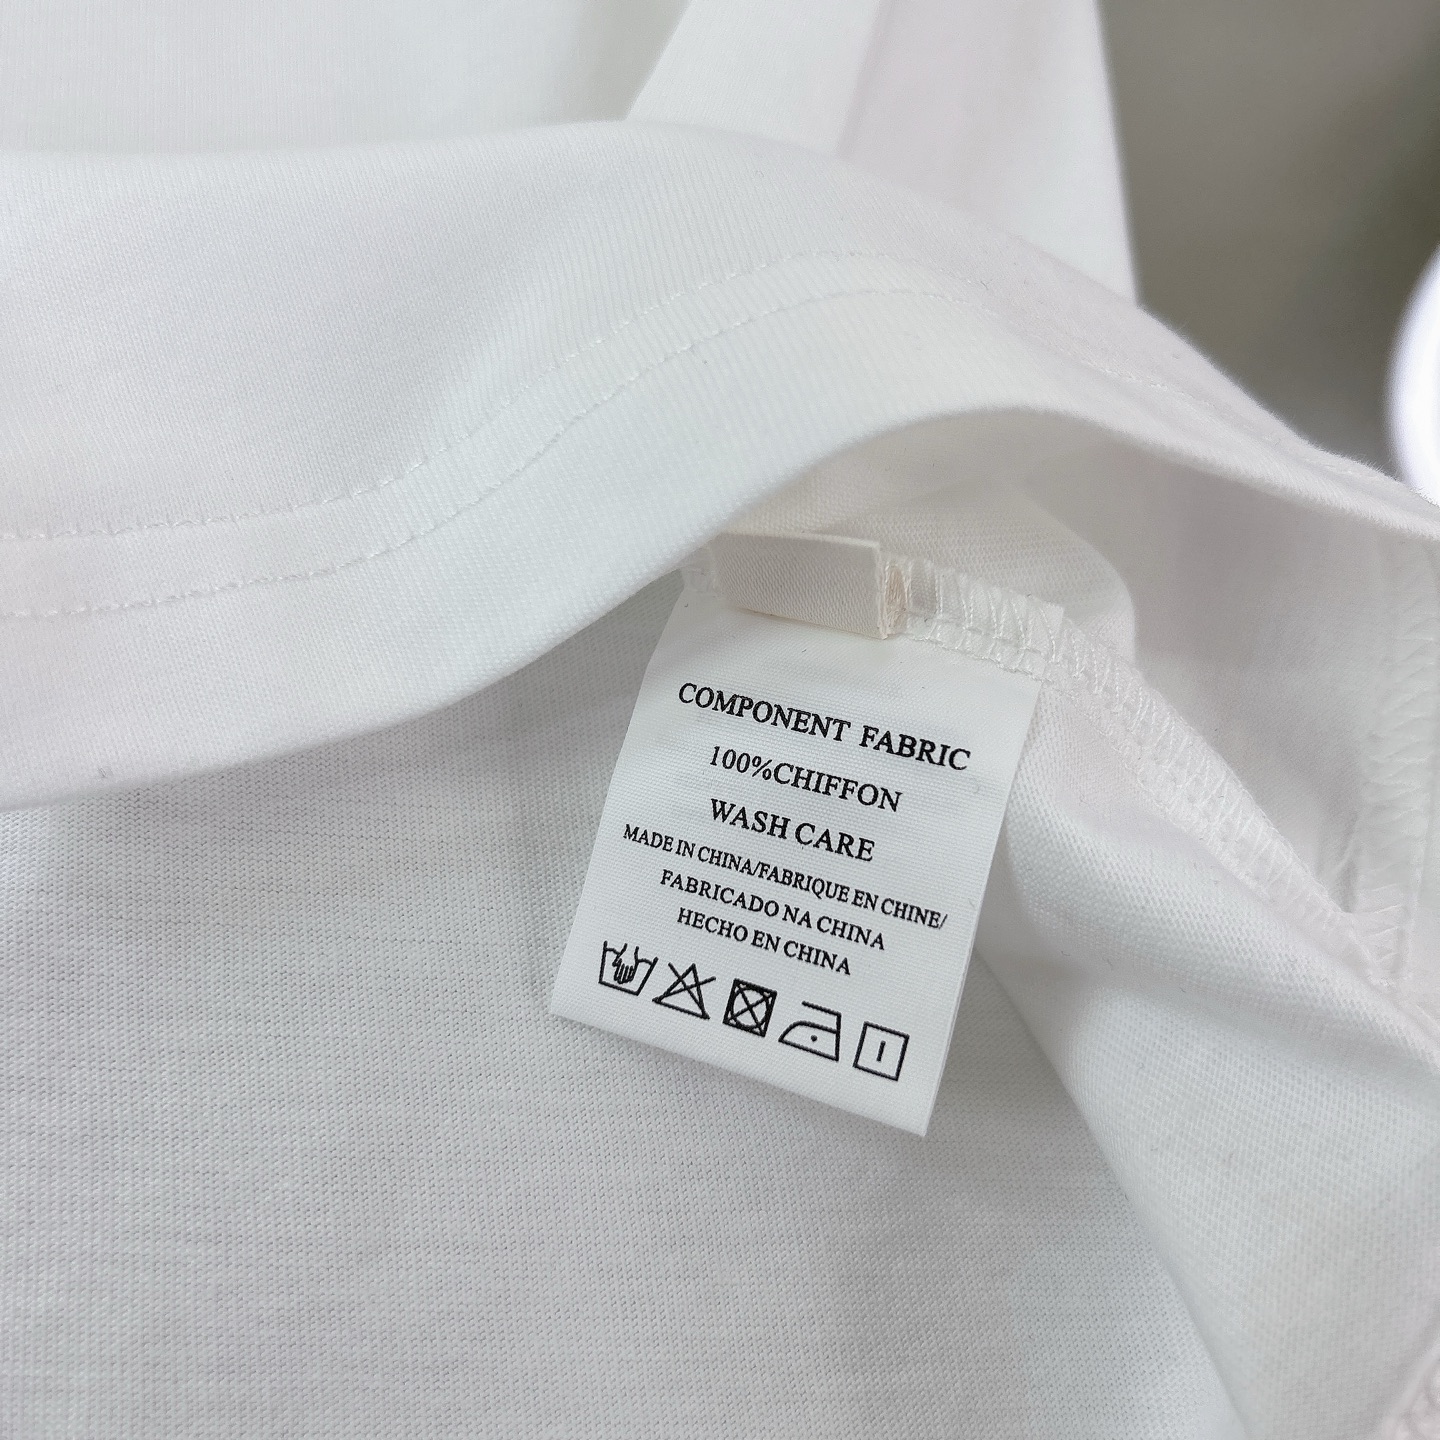 COMPONENT FABRIC
100%CHIFFON
WASH CARE
MADE IN CHINA/FABRIQUE EN CHINE/
FABRICADO NA CHINA
HECHO EN CHINA